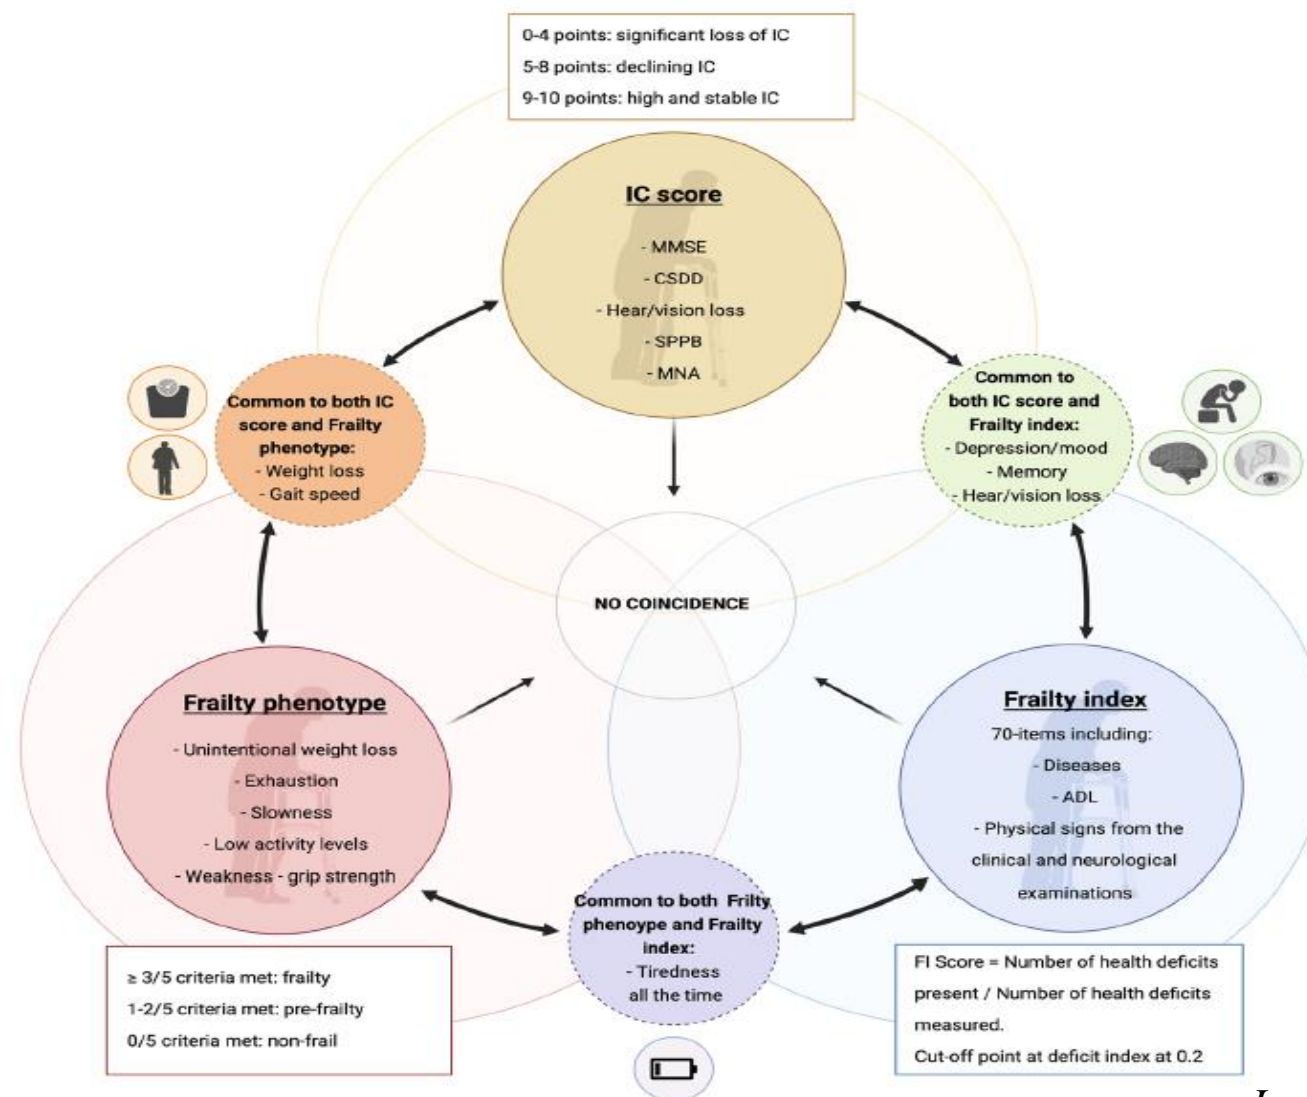 0-4 points: significant loss of IC
5-8 points: declining IC
9-10 points: high and stable IC
IC score
- MMSE
- CSDD
- Hear/vision loss
- SPPB
- MNA
Common to both IC
score and Frailty
phenotype:
- Weight loss
- Gait speed
Common to
both IC score and
Frailty index:
- Depression/mood
- Memory
- Hear/vision loss
NO COINCIDENCE
Frailty phenotype
- Unintentional weight loss
- Exhaustion
- Slowness
- Low activity levels
- Weakness - grip strength
Frailty index
70-items including:
- Diseases
- ADL
- Physical signs from the
clinical and neurological
examinations
Common to both Frilty
phenoype and Frailty
index:
- Tiredness
all the time
≥ 3/5 criteria met: frailty
1-2/5 criteria met: pre-frailty
0/5 criteria met: non-frail
FI Score = Number of health deficits
present / Number of health deficits
measured.
Cut-off point at deficit index at 0.2